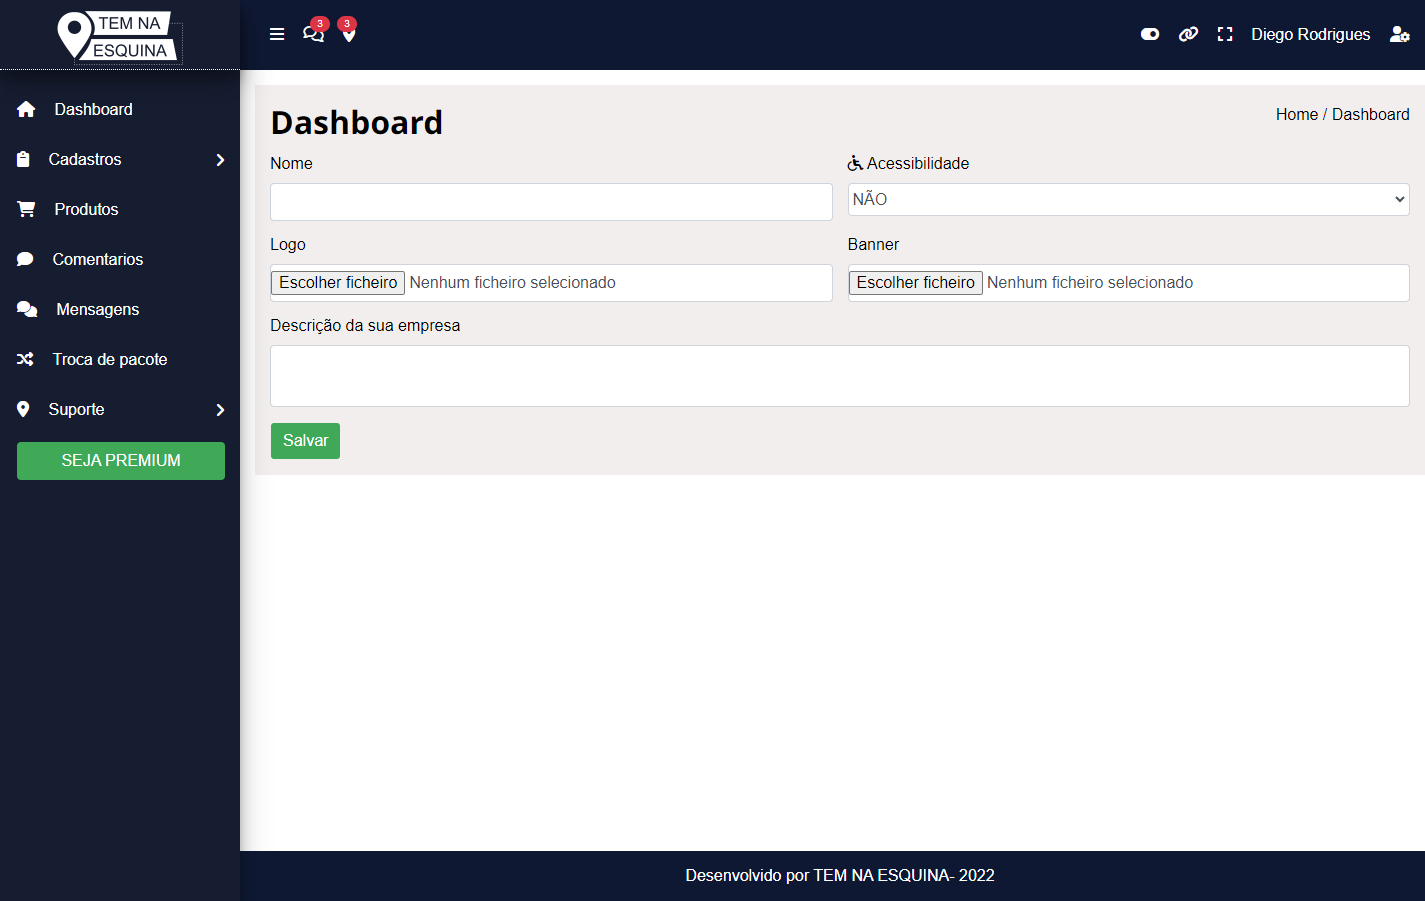 TEM NA
ESQUINA
3
3
Diego Rodrigues
Dashboard
Cadastros
Produtos
Comentarios
Mensagens
Troca de pacote
Suporte
SEJA PREMIUM
Dashboard
Home / Dashboard
Nome
Acessibilidade
NÃO
Logo
Banner
Escolher ficheiro Nenhum ficheiro selecionado
Escolher ficheiro Nenhum ficheiro selecionado
Descrição da sua empresa
Salvar
Desenvolvido por TEM NA ESQUINA- 2022